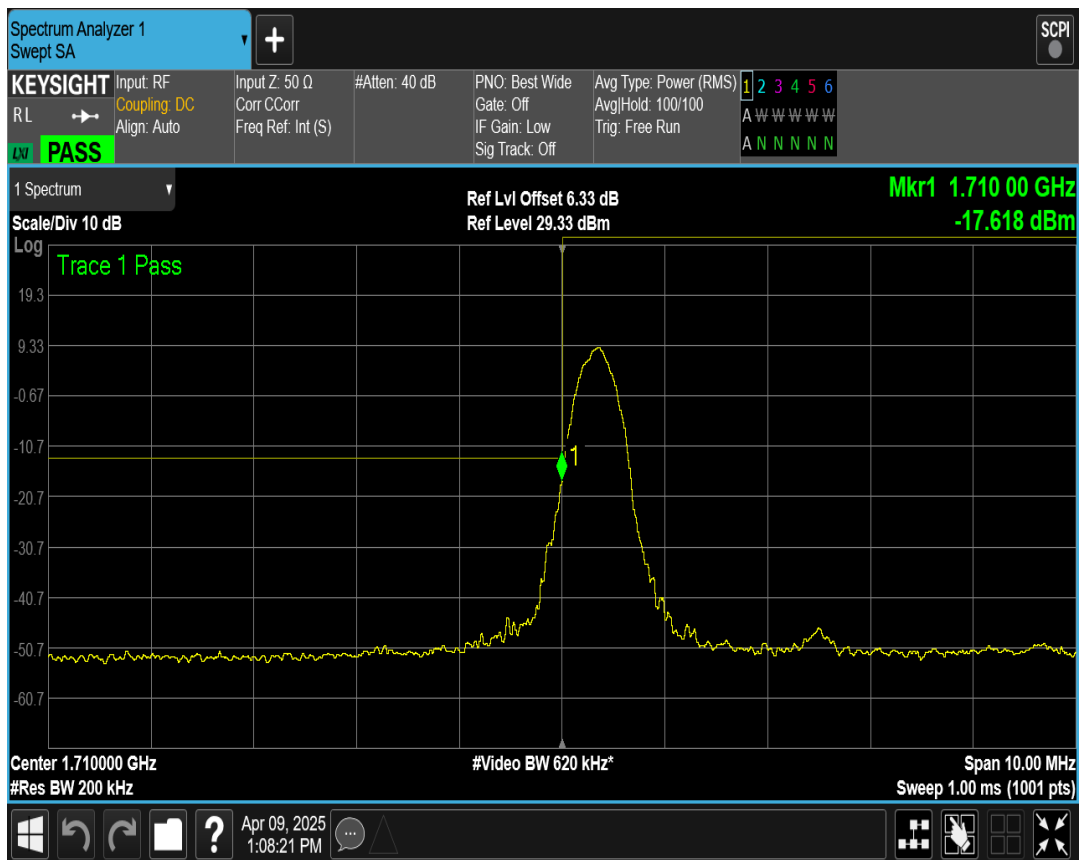 Spectrum Analyzer 1
Swept SA
+
SCPI
KEYSIGHT
RL
LXI PASS
Input: RF
Coupling: DC
Align: Auto
Input Z: 50 Ω
Corr CCorr
Freq Ref: Int (S)
#Atten: 40 dB
PNO: Best Wide
Gate: Off
IF Gain: Low
Sig Track: Off
Avg Type: Power (RMS)
Avg|Hold: 100/100
Trig: Free Run
1 2 3 4 5 6
A W W W W W
A N N N N N
1 Spectrum
Scale/Div 10 dB
Ref Lvl Offset 6.33 dB
Ref Level 29.33 dBm
Mkr1 1.710 00 GHz
-17.618 dBm
Log
Trace 1 Pass
19.3
9.33
-0.67
-10.7
1
-20.7
-30.7
-40.7
-50.7
-60.7
Center 1.710000 GHz
#Video BW 620 kHz*
Span 10.00 MHz
#Res BW 200 kHz
Sweep 1.00 ms (1001 pts)
?
Apr 09, 2025
1:08:21 PM